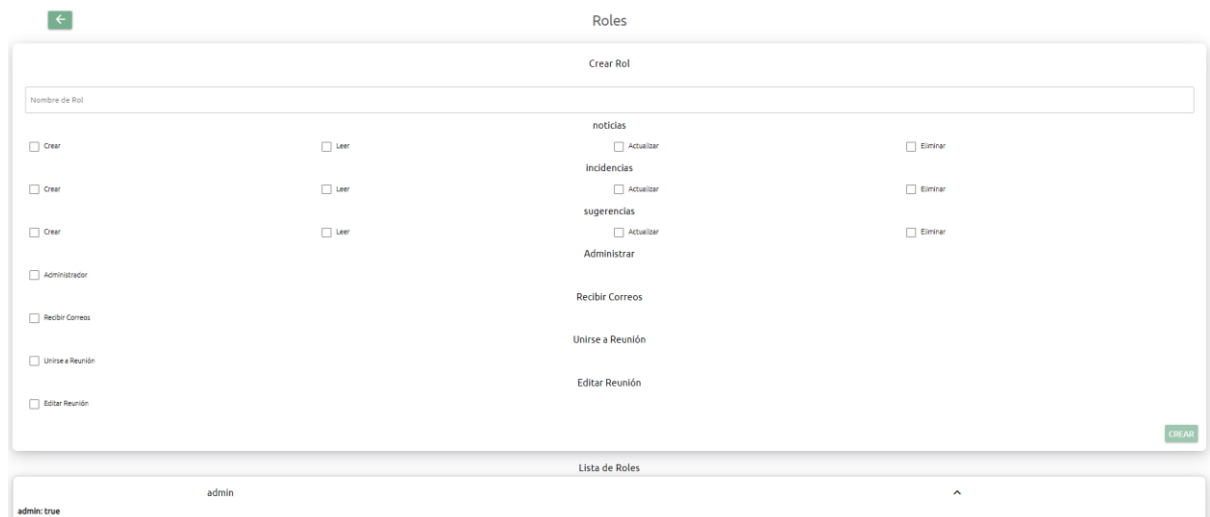 Roles
Crear Rol
Nombre de Rol
noticias
Crear Leer Actualizar Eliminar
incidencias
Crear Leer Actualizar Eliminar
sugerencias
Crear Leer Actualizar Eliminar
Administrar
Administrador
Recibir Correos
Recibir Correos
Unirse a Reunión
Unirse a Reunión
Editar Reunión
Editar Reunión
CREAR
Lista de Roles
admin
admin: true